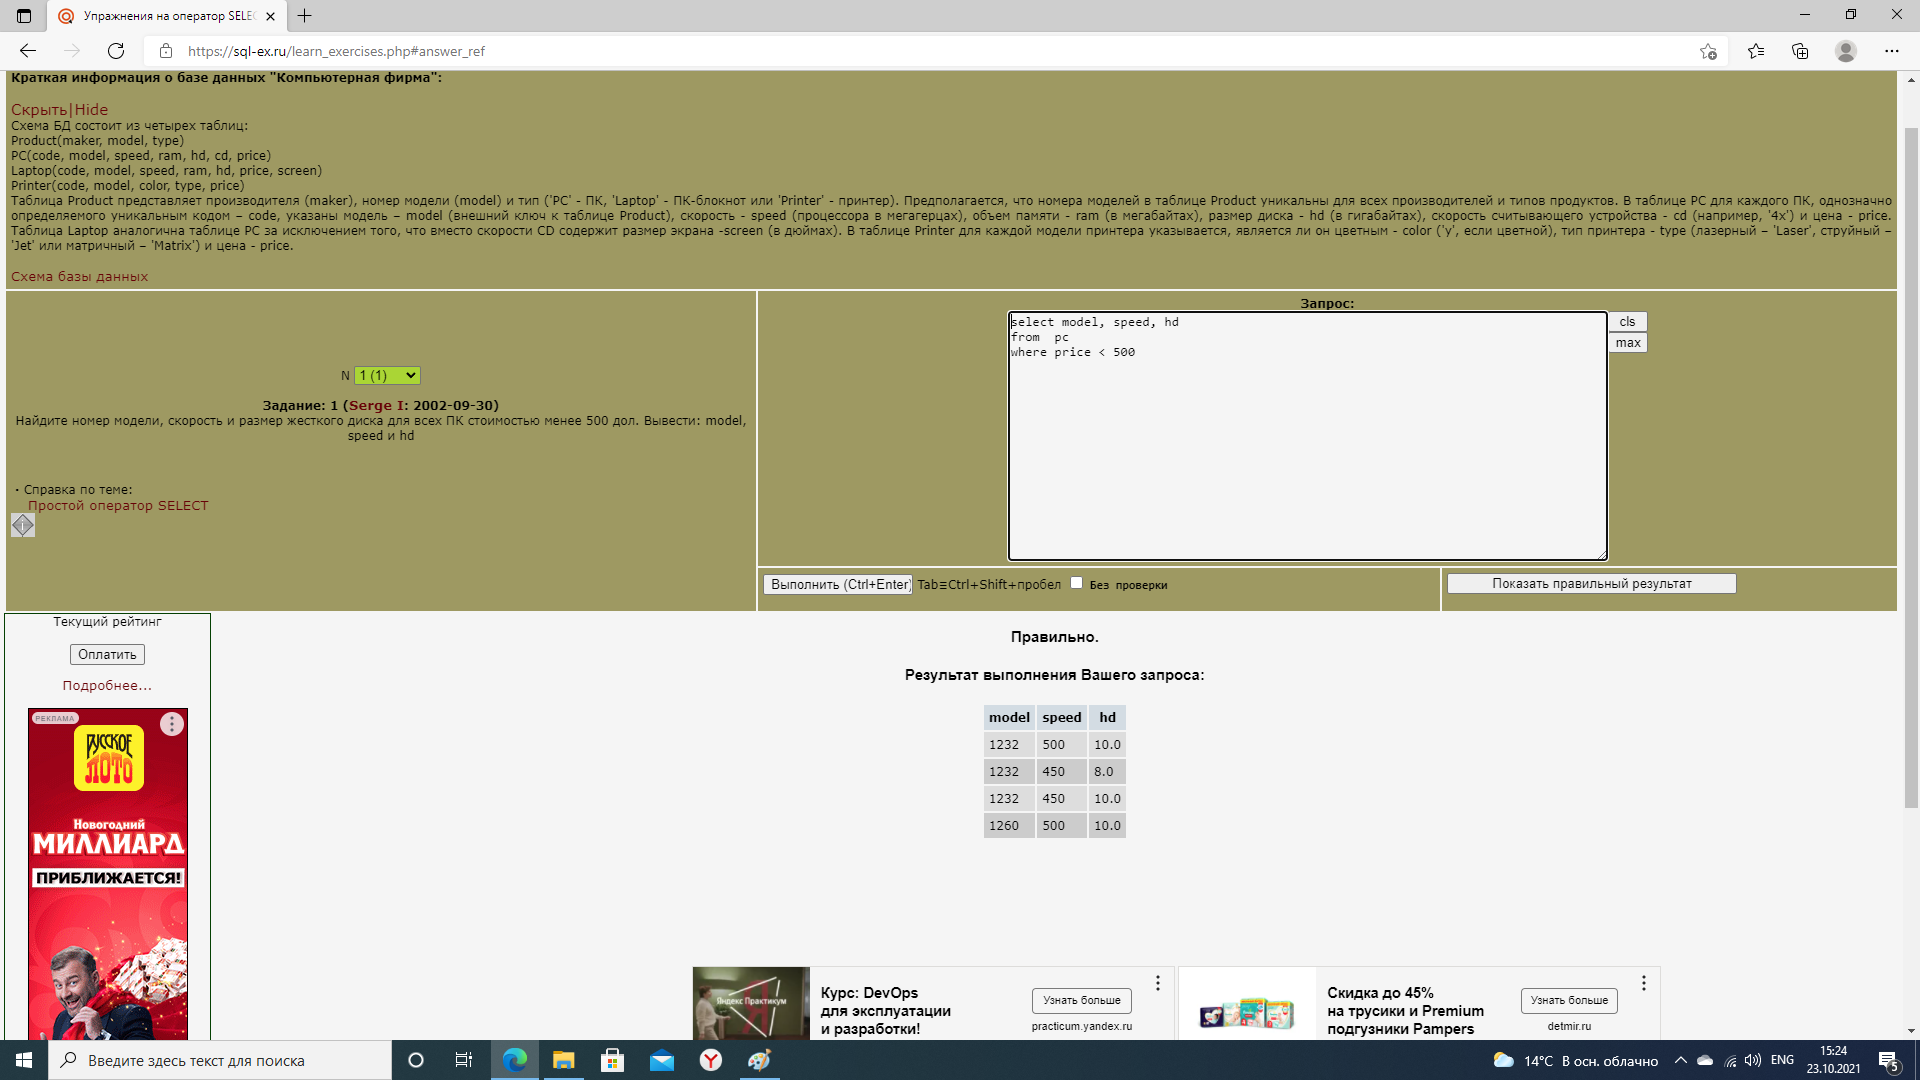 Упражнения на оператор SELEC
https://sql-ex.ru/learn_exercises.php#answer_ref
Краткая информация о базе данных "Компьютерная фирма":
Скрыть|Hide
Схема БД состоит из четырех таблиц:
Product(maker, model, type)
PC(code, model, speed, ram, hd, cd, price)
Laptop(code, model, speed, ram, hd, price, screen)
Printer(code, model, color, type, price)
Таблица Product представляет производителя (maker), номер модели (model) и тип ('PC' - ПК, 'Laptop' - ПК-блокнот или 'Printer' - принтер). Предполагается, что номера моделей в таблице Product уникальны для всех производителей и типов продуктов. В таблице PC для каждого ПК, однозначно
определяемого уникальным кодом – code, указаны модель – model (внешний ключ к таблице Product), скорость - speed (процессора в мегагерцах), объем памяти - ram (в мегабайтах), размер диска - hd (в гигабайтах), скорость считывающего устройства - cd (например, '4x') и цена - price.
Таблица Laptop аналогична таблице РС за исключением того, что вместо скорости CD содержит размер экрана -screen (в дюймах). В таблице Printer для каждой модели принтера указывается, является ли он цветным - color ('y', если цветной), тип принтера - type (лазерный – 'Laser', струйный –
'Jet' или матричный – 'Matrix') и цена - price.
Схема базы данных
N 1 (1)
Задание: 1 (Serge I: 2002-09-30)
Найдите номер модели, скорость и размер жесткого диска для всех ПК стоимостью менее 500 дол. Вывести: model,
speed и hd
· Справка по теме:
Простой оператор SELECT
Запрос:
select model, speed, hd
from  pc
where price < 500
cls
max
Выполнить (Ctrl+Enter) Tab≡Ctrl+Shift+пробел Без проверки
Показать правильный результат
Текущий рейтинг
Оплатить
Подробнее...
РЕКЛАМА
РУССКОЕ
ЛОТО
Новогодний
МИЛЛИАРД
ПРИБЛИЖАЕТСЯ!
Правильно.
Результат выполнения Вашего запроса:
model speed hd
1232 500 10.0
1232 450 8.0
1232 450 10.0
1260 500 10.0
Яндекс Практикум
Курс: DevOps
для эксплуатации
и разработки!
Узнать больше
practicum.yandex.ru
Скидка до 45%
на трусики и Premium
подгузники Pampers
Узнать больше
detmir.ru
Введите здесь текст для поиска
14°C В осн. облачно
ENG
15:24
23.10.2021
5